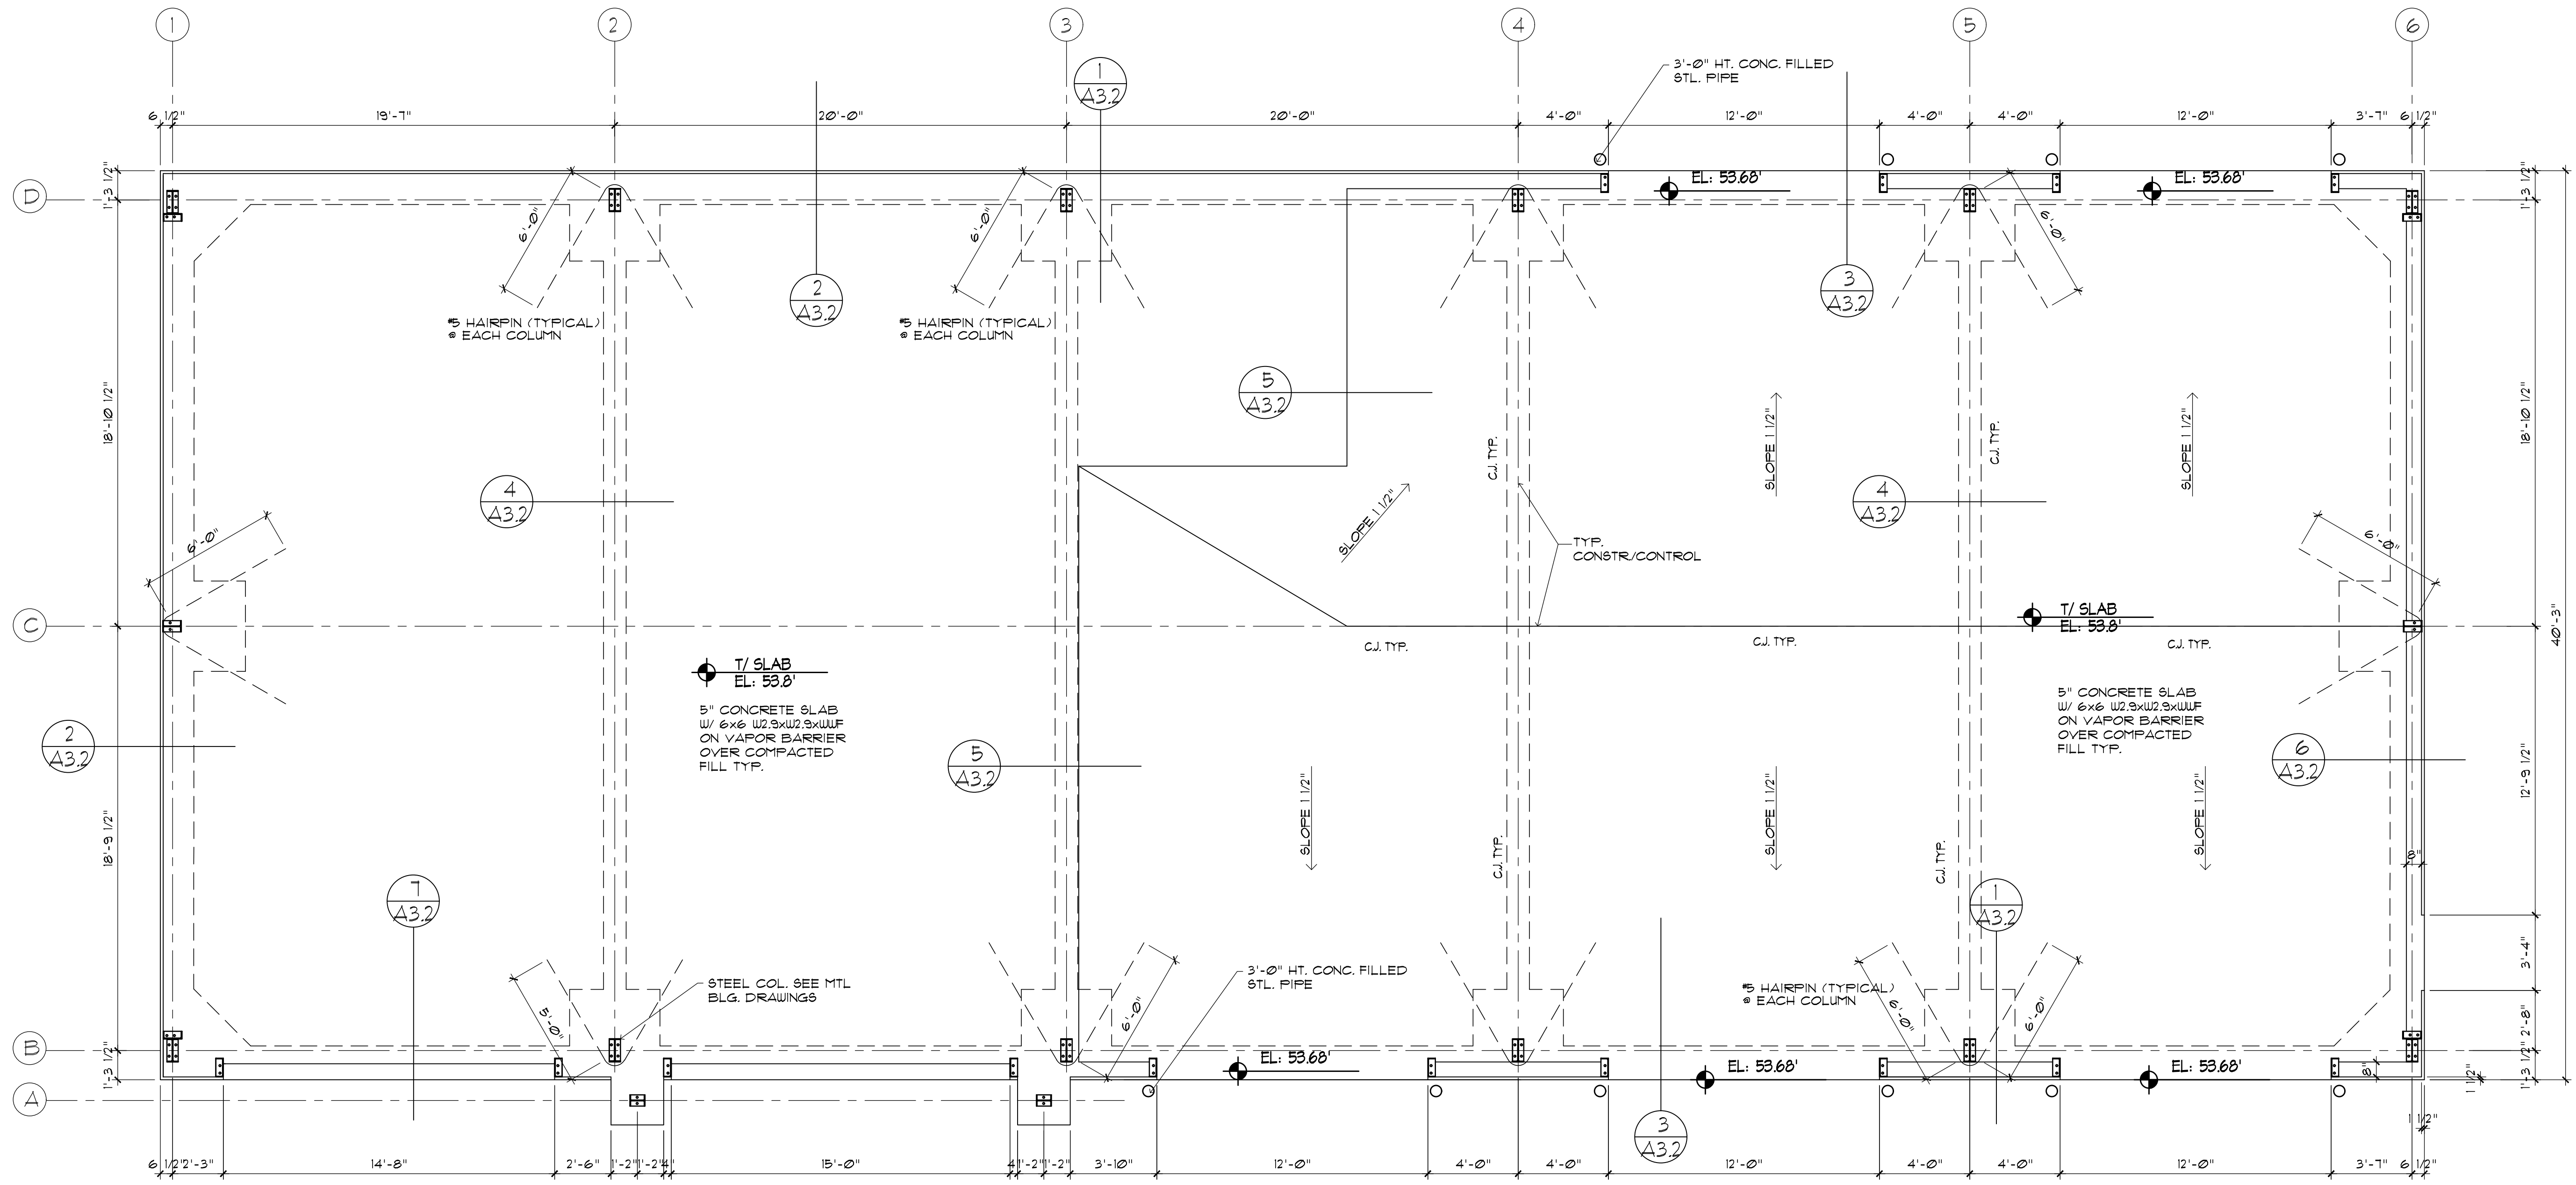 1
2
3
4
5
6
1
A3.2
3'-0" HT. CONC. FILLED
STL. PIPE
6 1/2"
19'-7"
20'-0"
20'-0"
4'-0"
12'-0"
4'-0"
4'-0"
12'-0"
3'-7"
6 1/2"
D
1'-3 1/2"
EL: 53.68'
EL: 53.68'
1'-3 1/2"
6'-0"
6'-0"
6'-0"
2
A3.2
3
A3.2
#5 HAIRPIN (TYPICAL)
@ EACH COLUMN
#5 HAIRPIN (TYPICAL)
@ EACH COLUMN
5
A3.2
18'-10 1/2"
C.J. TYP.
SLOPE 1 1/2"
C.J. TYP.
SLOPE 1 1/2"
18'-10 1/2"
4
A3.2
4
A3.2
SLOPE 1 1/2"
6'-0"
TYP.
CONSTR./CONTROL
6'-0"
C
T/ SLAB
EL: 53.8'
40'-3"
C.J. TYP.
C.J. TYP.
C.J. TYP.
T/ SLAB
EL: 53.8'
5" CONCRETE SLAB
W/ 6x6 W2.9xW2.9xWWF
ON VAPOR BARRIER
OVER COMPACTED
FILL TYP.
5" CONCRETE SLAB
W/ 6x6 W2.9xW2.9xWWF
ON VAPOR BARRIER
OVER COMPACTED
FILL TYP.
2
A3.2
5
A3.2
6
A3.2
12'-9 1/2"
18'-9 1/2"
SLOPE 1 1/2"
SLOPE 1 1/2"
SLOPE 1 1/2"
C.J. TYP.
C.J. TYP.
8"
7
A3.2
1
A3.2
3'-4"
STEEL COL. SEE MTL
BLG. DRAWINGS
3'-0" HT. CONC. FILLED
STL. PIPE
#5 HAIRPIN (TYPICAL)
@ EACH COLUMN
5'-0"
6'-0"
6'-0"
6'-0"
2'-8"
B
1'-3 1/2"
EL: 53.68'
EL: 53.68'
EL: 53.68'
8"
1'-3 1/2"
1 1/2"
A
1 1/2"
3
A3.2
6 1/2"
2'-3"
14'-8"
2'-6"
1'-2"
1'-2"
4"
15'-0"
4"
1'-2"
1'-2"
3'-10"
12'-0"
4'-0"
4'-0"
12'-0"
4'-0"
4'-0"
12'-0"
3'-7"
6 1/2"